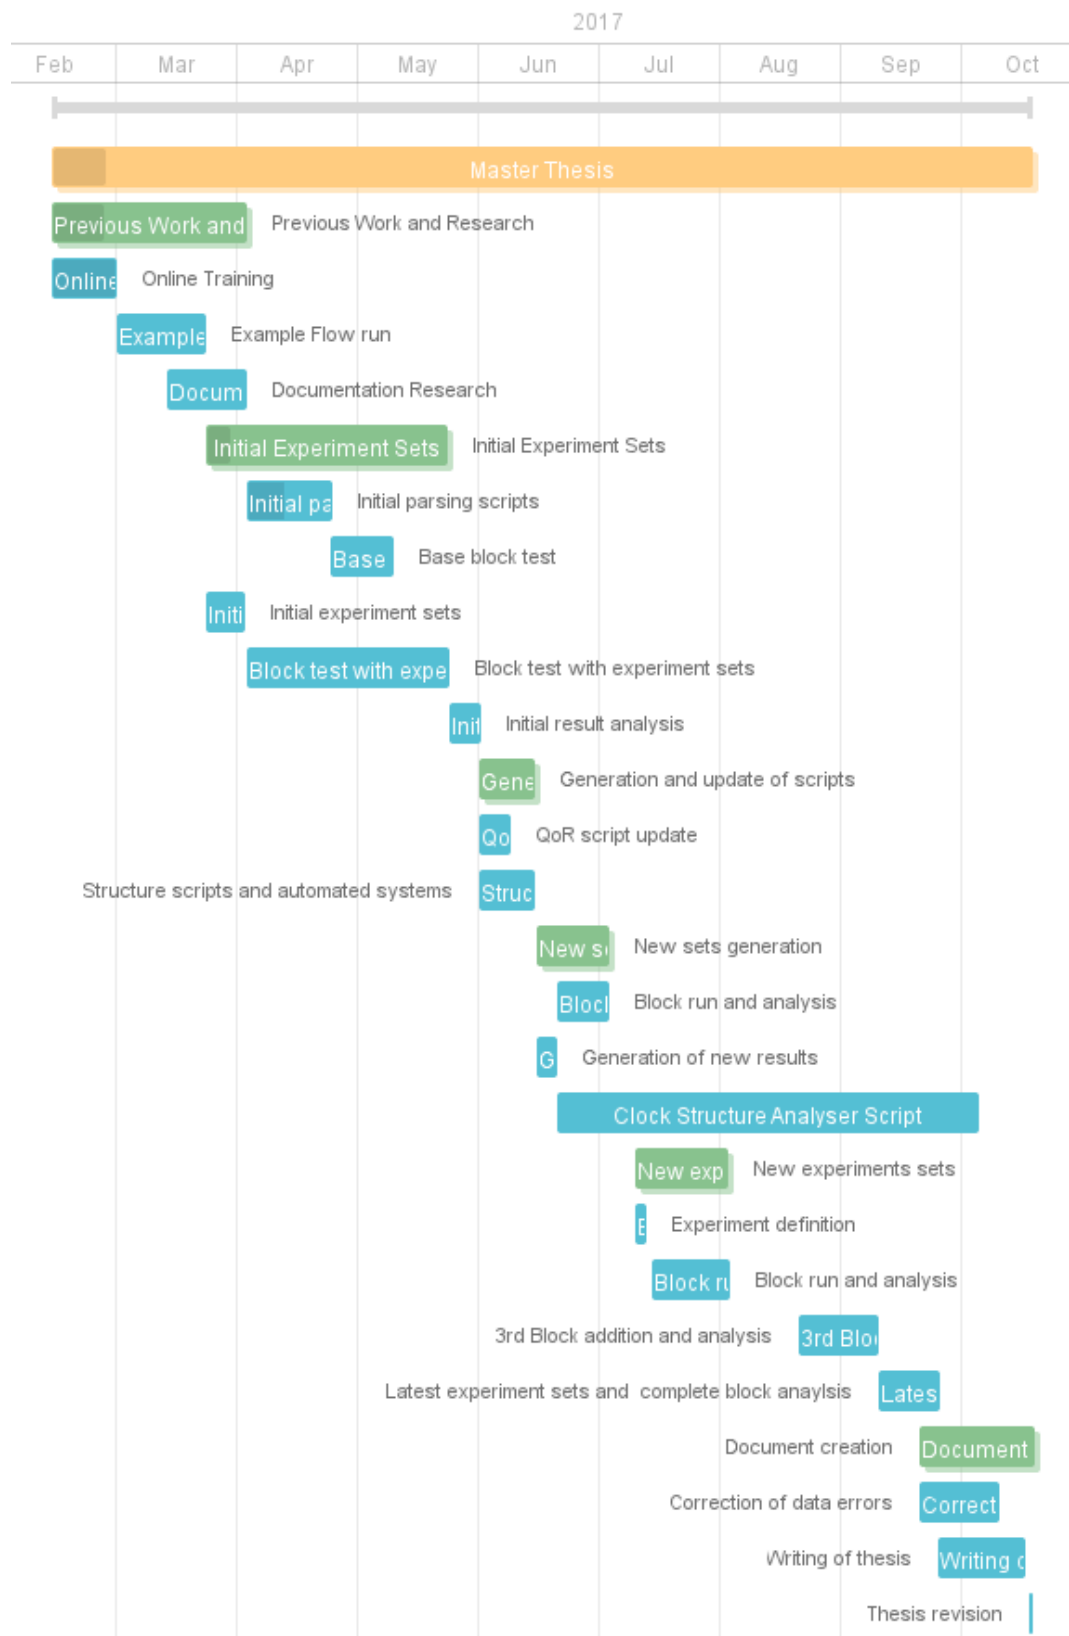 2017
Feb Mar Apr May Jun Jul Aug Sep Oct
Master Thesis
Previous Work and Previous Work and Research
Online Online Training
Example Example Flow run
Docum Documentation Research
Initial Experiment Sets Initial Experiment Sets
Initial pa Initial parsing scripts
Base Base block test
Initi Initial experiment sets
Block test with expe Block test with experiment sets
Init Initial result analysis
Gene Generation and update of scripts
Qo QoR script update
Structure scripts and automated systems Struc
New s New sets generation
Block Block run and analysis
G Generation of new results
Clock Structure Analyser Script
New exp New experiments sets
E Experiment definition
Block ru Block run and analysis
3rd Block addition and analysis 3rd Blo
Latest experiment sets and complete block anaylsis Lates
Document creation Document
Correction of data errors Correct
Writing of thesis Writing o
Thesis revision